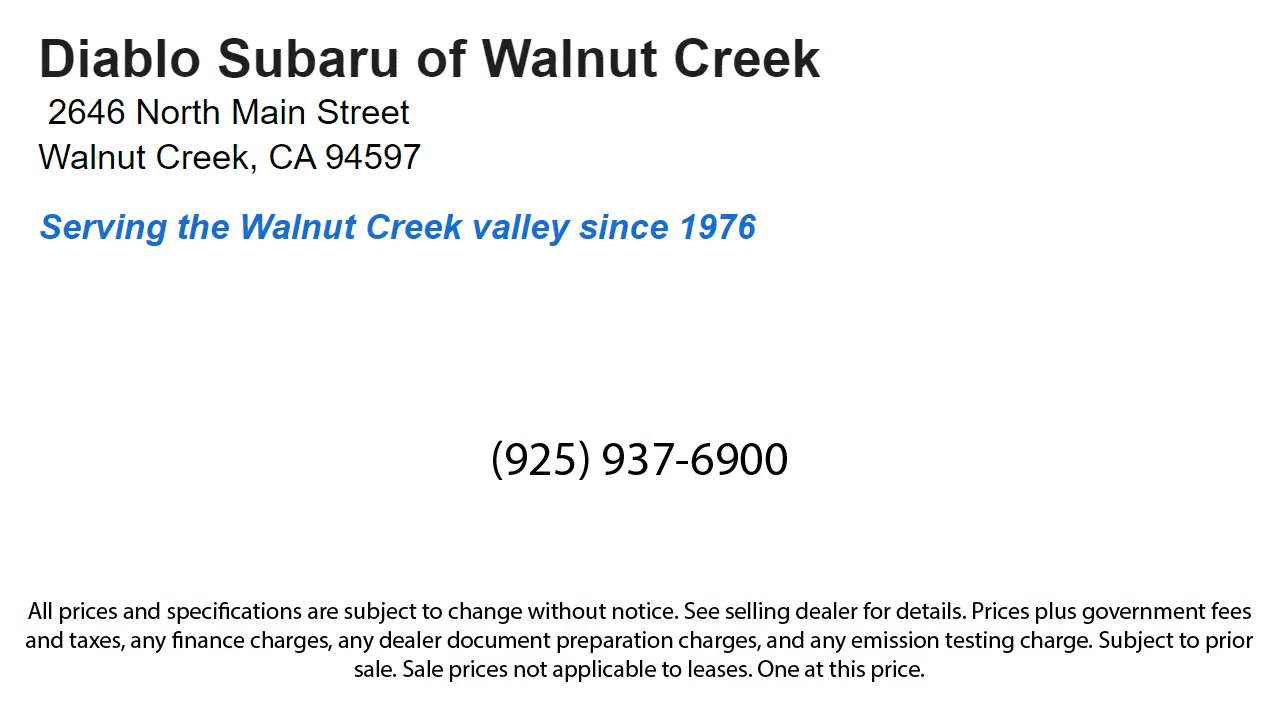 Diablo Subaru of Walnut Creek
2646 North Main Street
Walnut Creek, CA 94597
Serving the Walnut Creek valley since 1976
(925) 937-6900
All prices and specifications are subject to change without notice. See selling dealer for details. Prices plus government fees
and taxes, any finance charges, any dealer document preparation charges, and any emission testing charge. Subject to prior
sale. Sale prices not applicable to leases. One at this price.